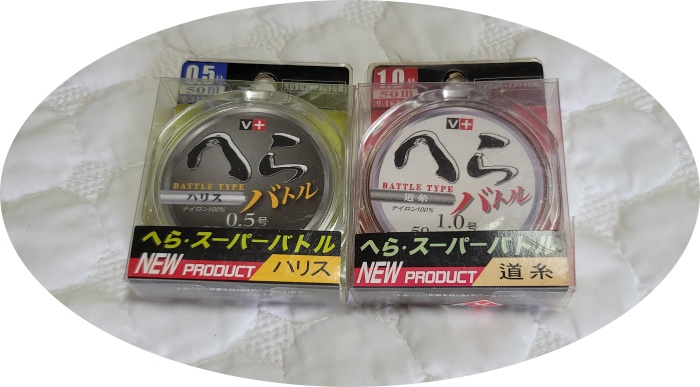 0.5号
50m
V+
へら
BATTLE TYPE
バトル
ハリス
ナイロン100%
0.5号
へら・スーパーバトル
NEW PRODUCT
ハリス
1.0号
50m
V+
へら
BATTLE TYPE
バトル
道糸
ナイロン100%
1.0号
50
へら・スーパーバトル
NEW PRODUCT
道糸